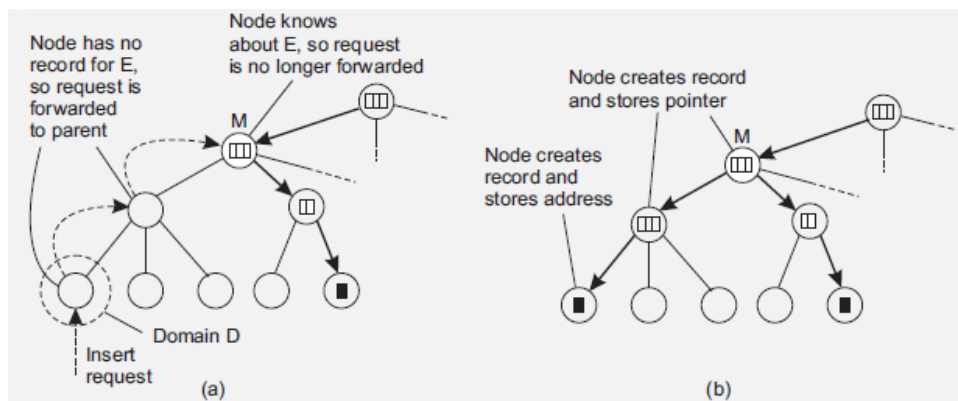 Node has no
record for E,
so request is
forwarded
to parent
Node knows
about E, so request
is no longer forwarded
M
Domain D
Insert
request
(a)
Node creates record
and stores pointer
M
Node creates
record and
stores address
(b)